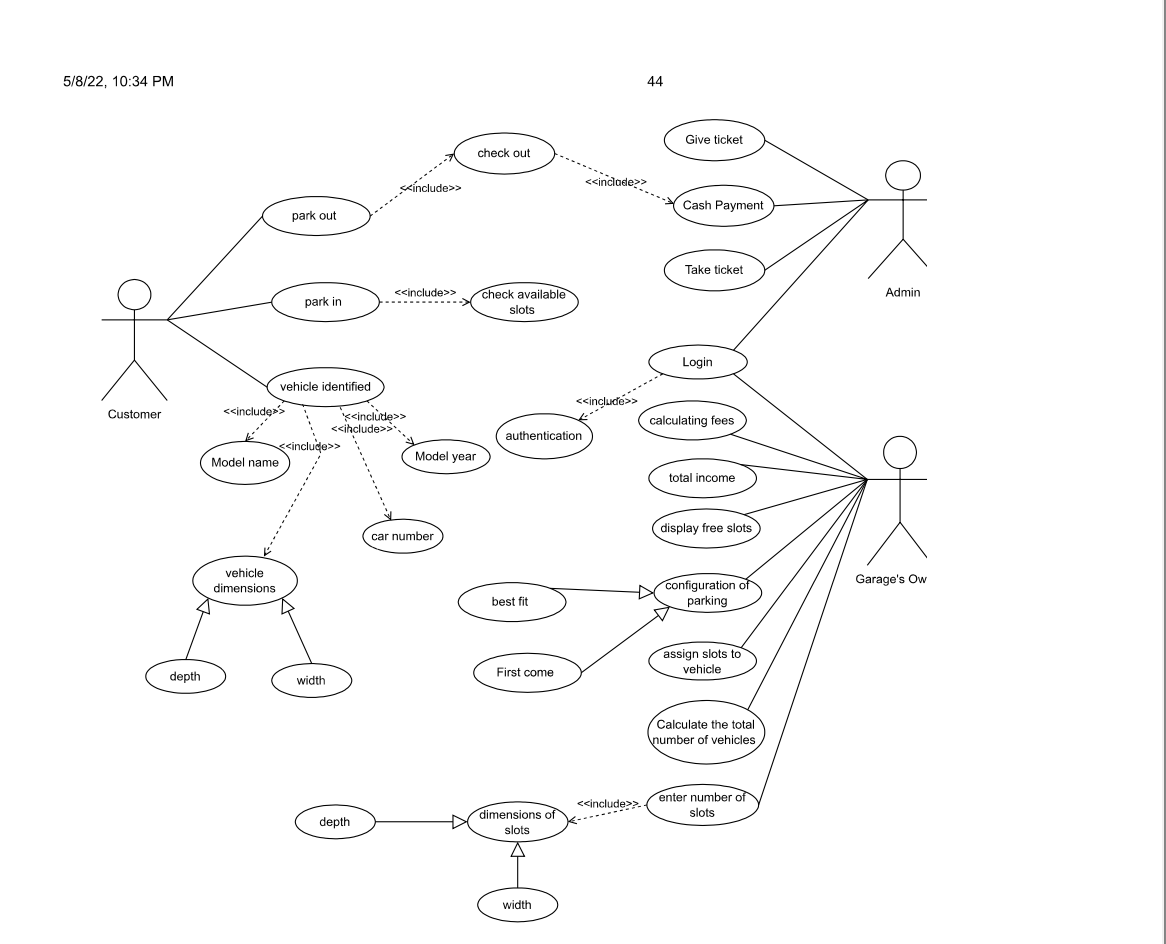 5/8/22, 10:34 PM
44
Give ticket
check out
<<include>>
<<include>>
Cash Payment
park out
Take ticket
Admin
<<include>>
check available
slots
park in
Login
vehicle identified
<<include>>
<<include>>
<<include>>
<<include>>
<<include>>
Customer
calculating fees
authentication
Model name
Model year
total income
display free slots
car number
Garage's Ow
vehicle
dimensions
configuration of
parking
best fit
assign slots to
vehicle
First come
depth
width
Calculate the total
number of vehicles
enter number of
slots
<<include>>
dimensions of
slots
depth
width